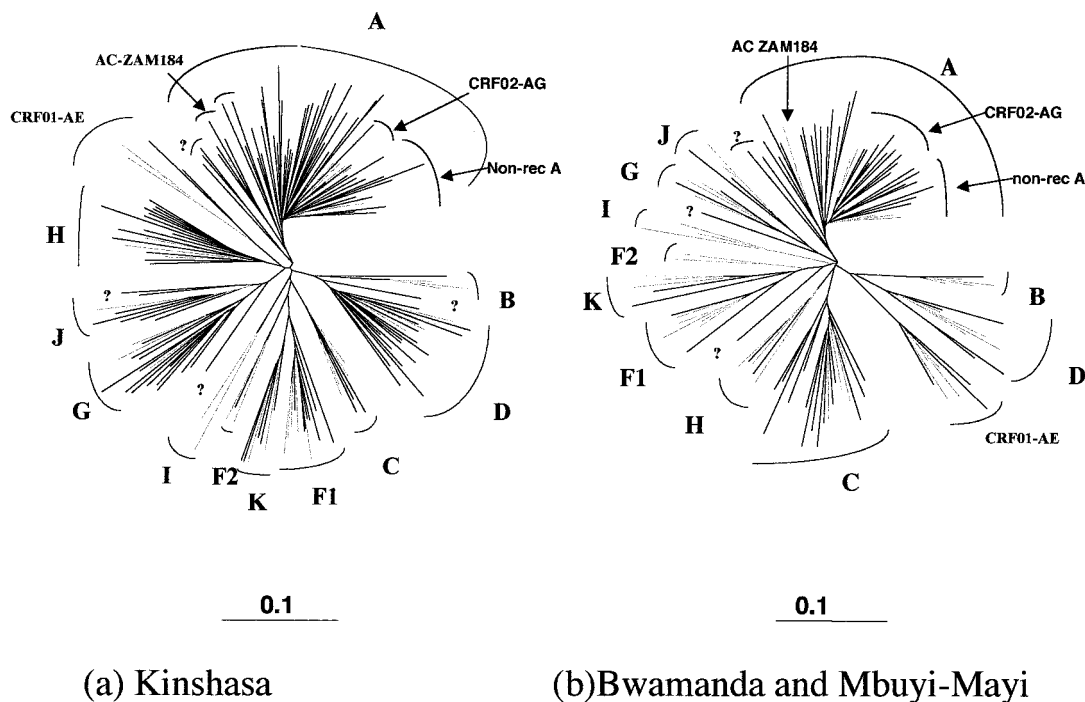 A
AC-ZAM184
CRF02-AG
CRF01-AE
?
Non-rec A
H
?
B
?
J
?
G
D
I
F2
C
K
F1
0.1
(a) Kinshasa
AC ZAM184
A
CRF02-AG
J
?
G
non-rec A
I
?
F2
K
B
F1
?
D
H
CRF01-AE
C
0.1
(b)Bwamanda and Mbuyi-Mayi